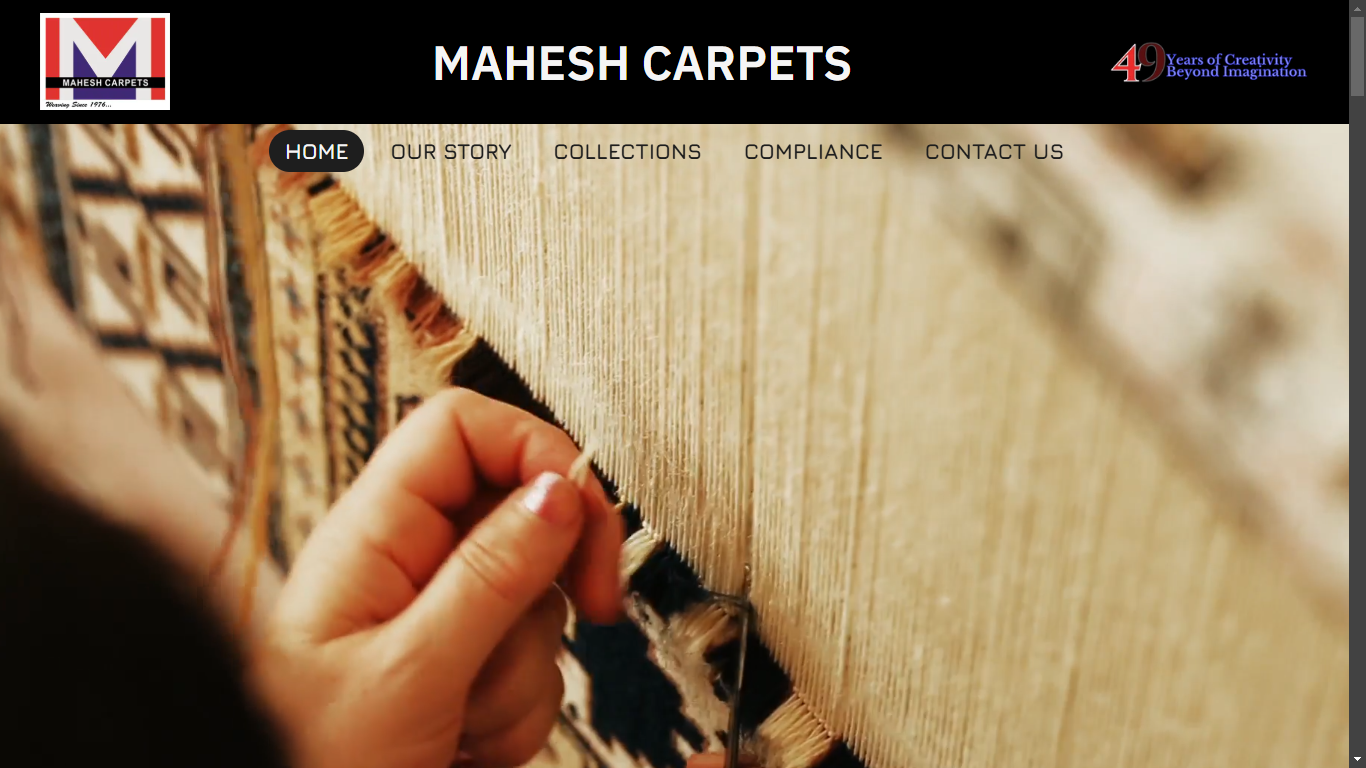 MAHESH CARPETS
Weaving Since 1976...
MAHESH CARPETS
49 Years of Creativity
Beyond Imagination
HOME
OUR STORY
COLLECTIONS
COMPLIANCE
CONTACT US